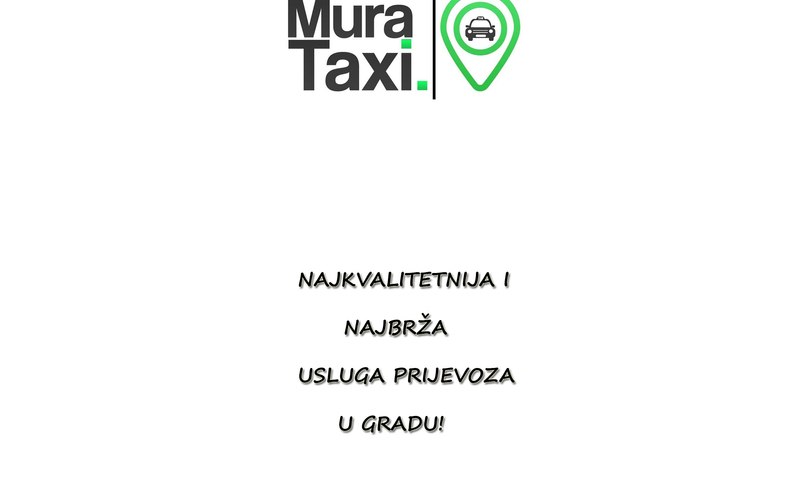 Mura
Taxi.
NAJKVALITETNIJA I
NAJBRŽA
USLUGA PRIJEVOZA
U GRADU!